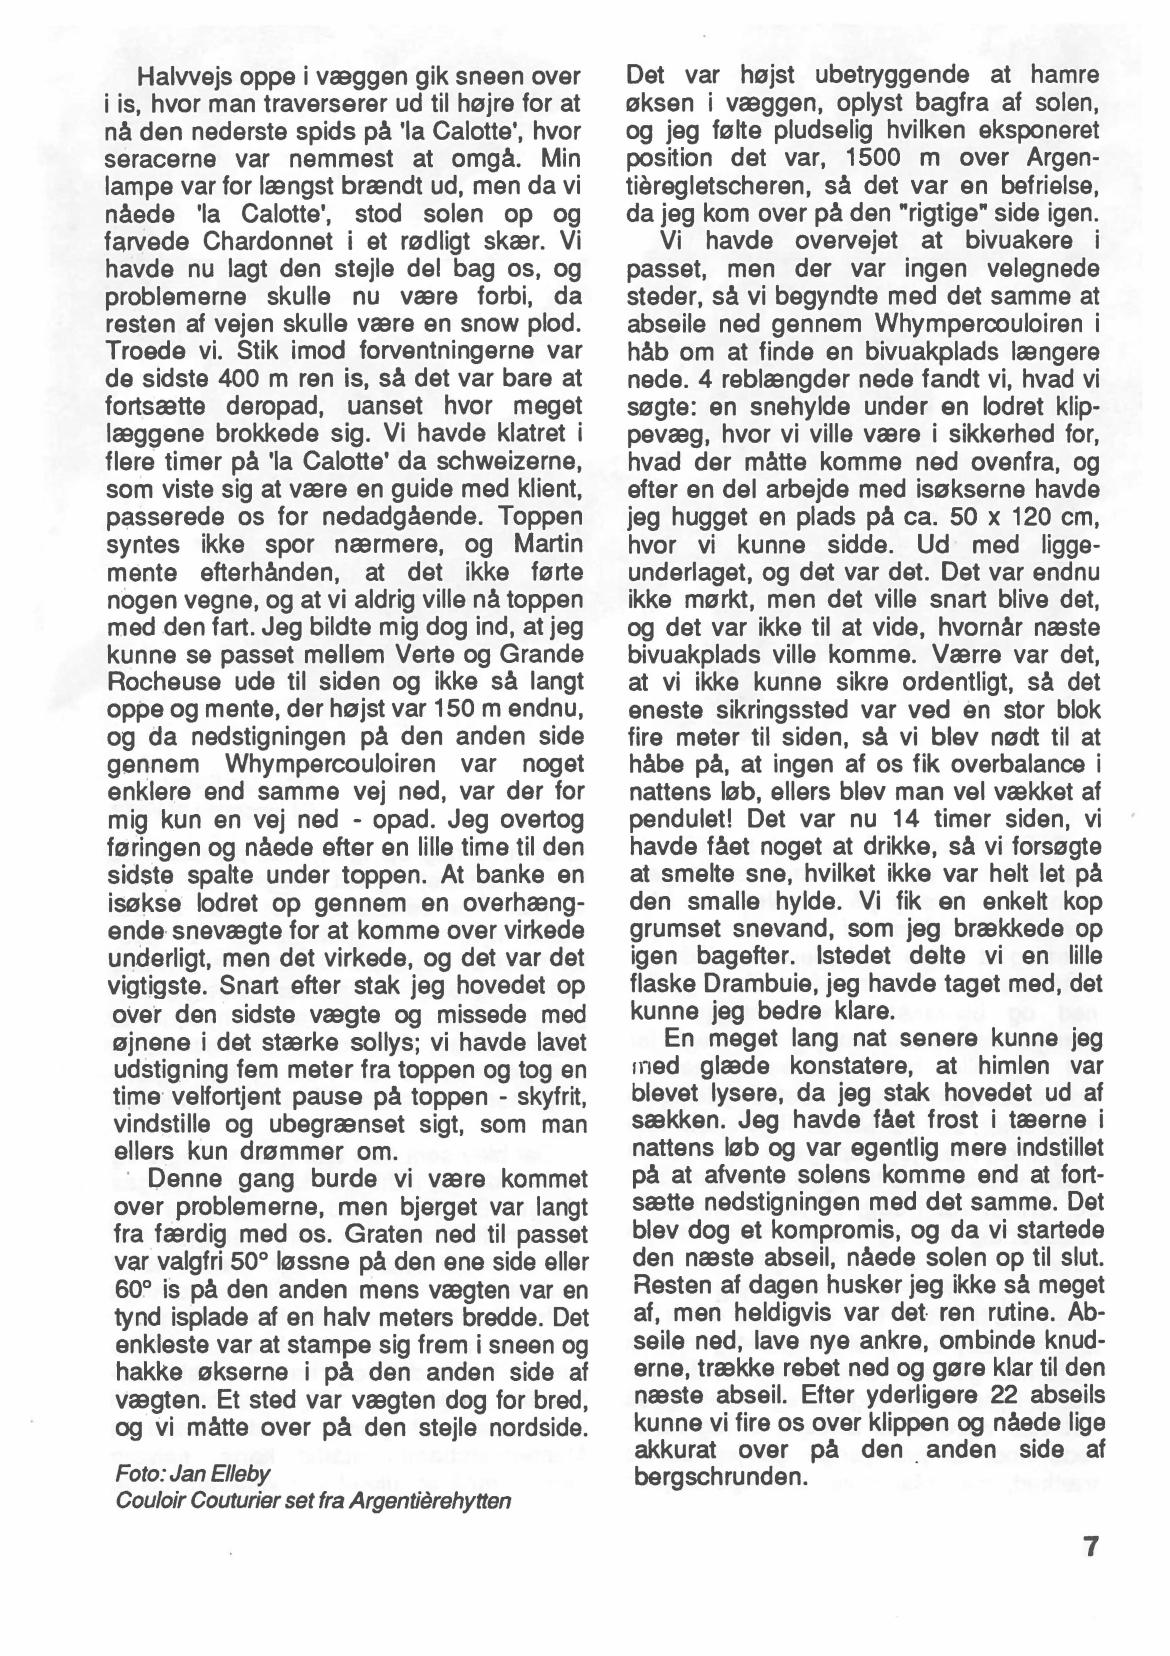 Halvvejs oppe i væggen gik sneen over
i is, hvor man traverserer ud til højre for at
nå den nederste spids på 'la Calotte', hvor
séracerne var nemmest at omgå. Min
lampe var for længst brændt ud, men da vi
nåede 'la Calotte', stod solen op og
farvede Chardonnet i et rødligt skær. Vi
havde nu lagt den stejle del bag os, og
problemerne skulle nu være forbi, da
resten af vejen skulle være en snow plod.
Troede vi. Stik imod forventningerne var
de sidste 400 m ren is, så det var bare at
fortsætte deropad, uanset hvor meget
læggene brokkede sig. Vi havde klatret i
flere timer på 'la Calotte' da schweizerne,
som viste sig at være en guide med klient,
passerede os for nedadgående. Toppen
syntes ikke spor nærmere, og Martin
mente efterhånden, at det ikke førte
nogen vegne, og at vi aldrig ville nå toppen
med den fart. Jeg bildte mig dog ind, at jeg
kunne se passet mellem Verte og Grande
Rocheuse ude til siden og ikke så langt
oppe og mente, der højst var 150 m endnu,
og da nedstigningen på den anden side
gennem Whympercouloiren var noget
enklere end samme vej ned, var der for
mig kun en vej ned - opad. Jeg overtog
føringen og nåede efter en lille time til den
sidste spalte under toppen. At banke en
isøkse lodret op gennem en overhæng-
ende snevægte for at komme over virkede
underligt, men det virkede, og det var det
vigtigste. Snart efter stak jeg hovedet op
over den sidste vægte og missede med
øjnene i det stærke sollys; vi havde lavet
udstigning fem meter fra toppen og tog en
time velfortjent pause på toppen - skyfrit,
vindstille og ubegrænset sigt, som man
ellers kun drømmer om.
Denne gang burde vi være kommet
over problemerne, men bjerget var langt
fra færdig med os. Graten ned til passet
var valgfri 50° løssne på den ene side eller
60° is på den anden mens vægten var en
tynd isplade af en halv meters bredde. Det
enkleste var at stampe sig frem i sneen og
hakke økserne i på den anden side af
vægten. Et sted var vægten dog for bred,
og vi måtte over på den stejle nordside.
Foto: Jan Elleby
Couloir Couturier set fra Argentièrehytten
Det var højst ubetryggende at hamre
øksen i væggen, oplyst bagfra af solen,
og jeg følte pludselig hvilken eksponeret
position det var, 1500 m over Argen-
tièregletscheren, så det var en befrielse,
da jeg kom over på den "rigtige" side igen.
Vi havde overvejet at bivuakere i
passet, men der var ingen velegnede
steder, så vi begyndte med det samme at
abseile ned gennem Whympercouloiren i
håb om at finde en bivuakplads længere
nede. 4 reblængder nede fandt vi, hvad vi
søgte: en snehylde under en lodret klip-
pevæg, hvor vi ville være i sikkerhed for,
hvad der måtte komme ned ovenfra, og
efter en del arbejde med isøkserne havde
jeg hugget en plads på ca. 50 x 120 cm,
hvor vi kunne sidde. Ud med ligge-
underlaget, og det var det. Det var endnu
ikke mørkt, men det ville snart blive det,
og det var ikke til at vide, hvornår næste
bivuakplads ville komme. Værre var det,
at vi ikke kunne sikre ordentligt, så det
eneste sikringssted var ved en stor blok
fire meter til siden, så vi blev nødt til at
håbe på, at ingen af os fik overbalance i
nattens løb, ellers blev man vel vækket af
pendulet! Det var nu 14 timer siden, vi
havde fået noget at drikke, så vi forsøgte
at smelte sne, hvilket ikke var helt let på
den smalle hylde. Vi fik en enkelt kop
grumset snevand, som jeg brækkede op
igen bagefter. Istedet delte vi en lille
flaske Drambuie, jeg havde taget med, det
kunne jeg bedre klare.
En meget lang nat senere kunne jeg
med glæde konstatere, at himlen var
blevet lysere, da jeg stak hovedet ud af
sækken. Jeg havde fået frost i tæerne i
nattens løb og var egentlig mere indstillet
på at afvente solens komme end at fort-
sætte nedstigningen med det samme. Det
blev dog et kompromis, og da vi startede
den næste abseil, nåede solen op til slut.
Resten af dagen husker jeg ikke så meget
af, men heldigvis var det ren rutine. Ab-
seile ned, lave nye ankre, ombinde knud-
erne, trække rebet ned og gøre klar til den
næste abseil. Efter yderligere 22 abseils
kunne vi fire os over klippen og nåede lige
akkurat over på den anden side af
bergschrunden.
7